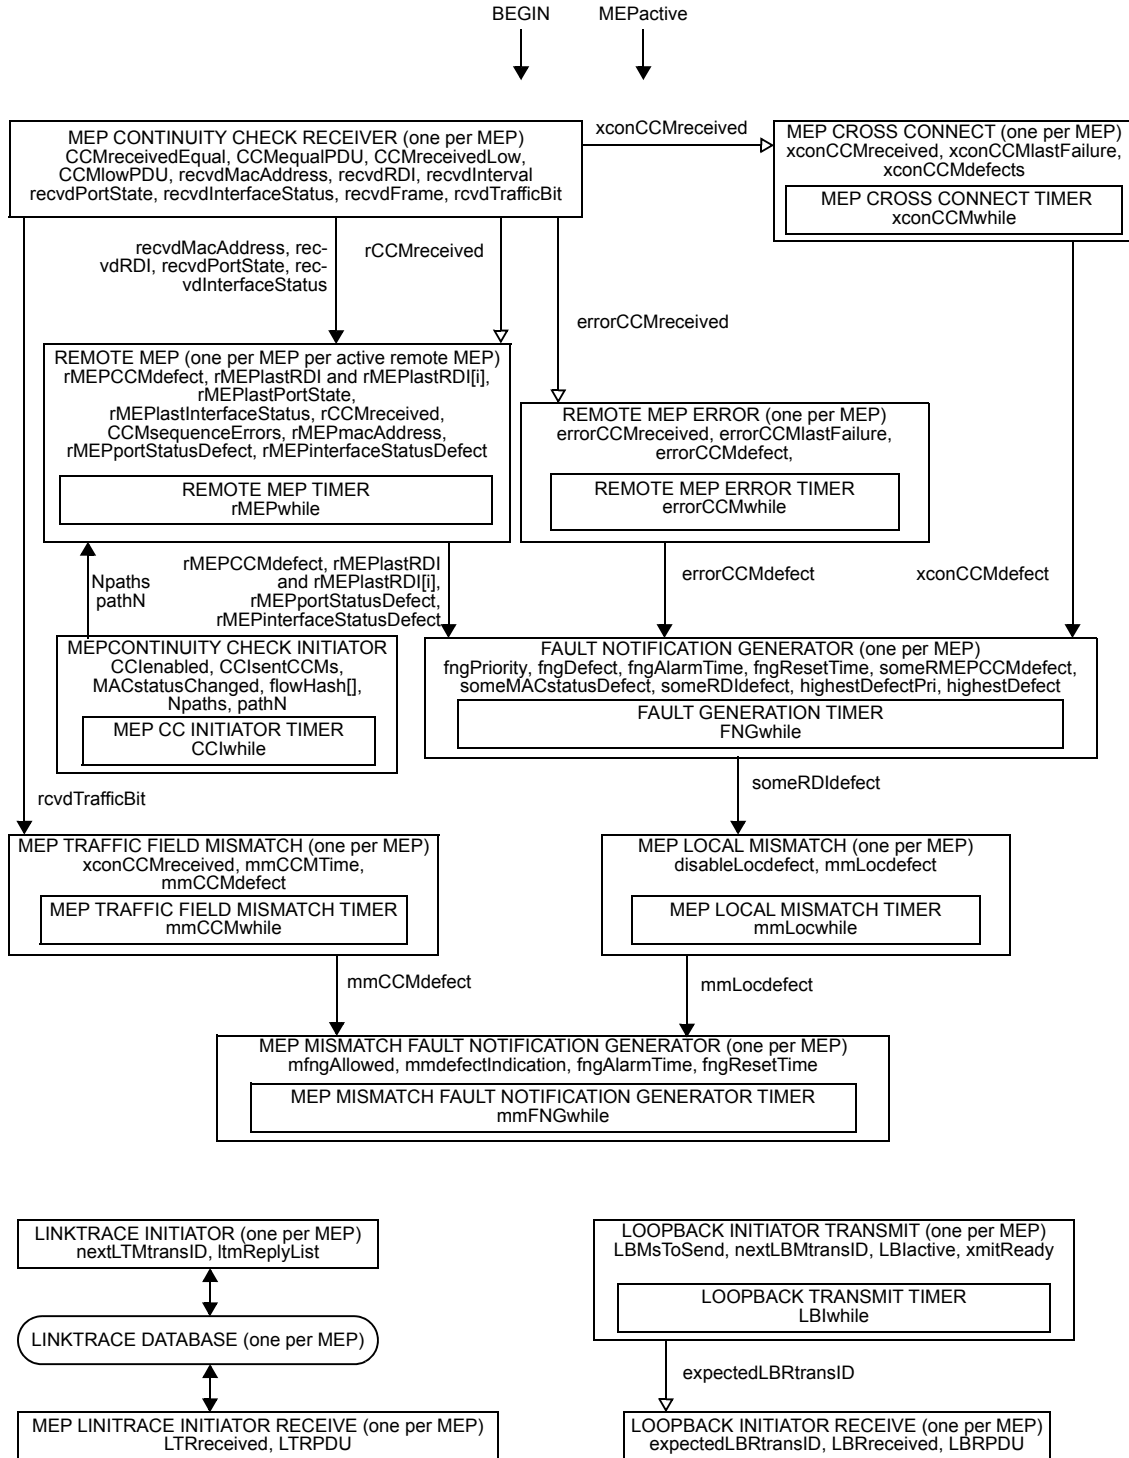 BEGIN MEPactive
MEP CONTINUITY CHECK RECEIVER (one per MEP)
CCMreceivedEqual, CCMequalPDU, CCMreceivedLow,
CCMlowPDU, recvdMacAddress, recvdRDI, recvdInterval
recvdPortState, recvdInterfaceStatus, recvdFrame, rcvdTrafficBit
xconCCMreceived
MEP CROSS CONNECT (one per MEP)
xconCCMreceived, xconCCMlastFailure,
xconCCMdefects
MEP CROSS CONNECT TIMER
xconCCMwhile
recvdMacAddress, rec-
vdRDI, recvdPortState, rec-
vdInterfaceStatus
rCCMreceived
errorCCMreceived
REMOTE MEP (one per MEP per active remote MEP)
rMEPCCMdefect, rMEPlastRDI and rMEPlastRDI[i],
rMEPlastPortState,
rMEPlastInterfaceStatus, rCCMreceived,
CCMsequenceErrors, rMEPmacAddress,
rMEPportStatusDefect, rMEPinterfaceStatusDefect
REMOTE MEP TIMER
rMEPwhile
REMOTE MEP ERROR (one per MEP)
errorCCMreceived, errorCCMlastFailure,
errorCCMdefect,
REMOTE MEP ERROR TIMER
errorCCMwhile
Npaths
pathN
rMEPCCMdefect, rMEPlastRDI
and rMEPlastRDI[i],
rMEPportStatusDefect,
rMEPinterfaceStatusDefect
errorCCMdefect
xconCCMdefect
MEPCONTINUITY CHECK INITIATOR
CCIenabled, CCIsentCCMs,
MACstatusChanged, flowHash[],
Npaths, pathN
MEP CC INITIATOR TIMER
CCIwhile
FAULT NOTIFICATION GENERATOR (one per MEP)
fngPriority, fngDefect, fngAlarmTime, fngResetTime, someRMEPCCMdefect,
someMACstatusDefect, someRDIdefect, highestDefectPri, highestDefect
FAULT GENERATION TIMER
FNGwhile
rcvdTrafficBit
someRDIdefect
MEP TRAFFIC FIELD MISMATCH (one per MEP)
xconCCMreceived, mmCCMTime,
mmCCMdefect
MEP TRAFFIC FIELD MISMATCH TIMER
mmCCMwhile
MEP LOCAL MISMATCH (one per MEP)
disableLocdefect, mmLocdefect
MEP LOCAL MISMATCH TIMER
mmLocwhile
mmCCMdefect
mmLocdefect
MEP MISMATCH FAULT NOTIFICATION GENERATOR (one per MEP)
mfngAllowed, mmdefectIndication, fngAlarmTime, fngResetTime
MEP MISMATCH FAULT NOTIFICATION GENERATOR TIMER
mmFNGwhile
LINKTRACE INITIATOR (one per MEP)
nextLTMtransID, ltmReplyList
LINKTRACE DATABASE (one per MEP)
MEP LINITRACE INITIATOR RECEIVE (one per MEP)
LTRreceived, LTRPDU
LOOPBACK INITIATOR TRANSMIT (one per MEP)
LBMsToSend, nextLBMtransID, LBIactive, xmitReady
LOOPBACK TRANSMIT TIMER
LBIwhile
expectedLBRtransID
LOOPBACK INITIATOR RECEIVE (one per MEP)
expectedLBRtransID, LBRreceived, LBRPDU